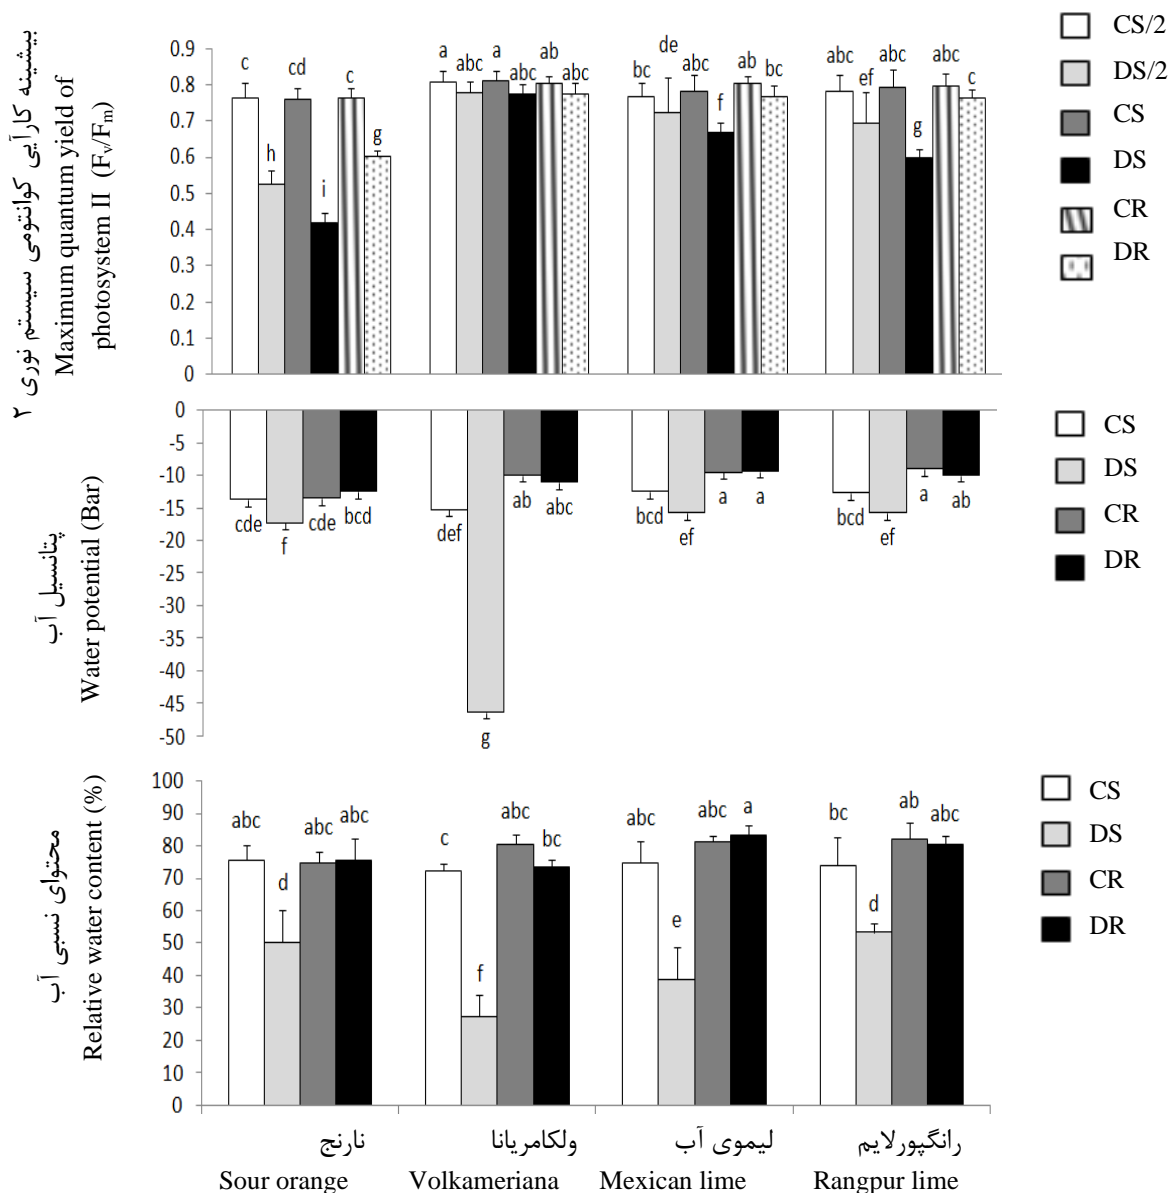 بیشینه کارآیی کوانتومی سیستم نوری ۲
Maximum quantum yield of
photosystem II (Fv/Fm)
0.9
0.8
0.7
0.6
0.5
0.4
0.3
0.2
0.1
0
c h cd i c g
a abc a abc ab abc
bc de abc f ab bc
abc ef abc g abc c
CS/2
DS/2
CS
DS
CR
DR
پتانسیل آب
Water potential (Bar)
0
-5
-10
-15
-20
-25
-30
-35
-40
-45
-50
cde f cde bcd
def g ab abc
bcd ef a a
bcd ef a ab
CS
DS
CR
DR
محتوای نسبی آب
Relative water content (%)
100
90
80
70
60
50
40
30
20
10
0
abc d abc abc
c f abc bc
abc e abc a
bc d ab abc
CS
DS
CR
DR
نارنج
ولکامریانا
لیموی آب
رانگپورلایم
Sour orange
Volkameriana
Mexican lime
Rangpur lime